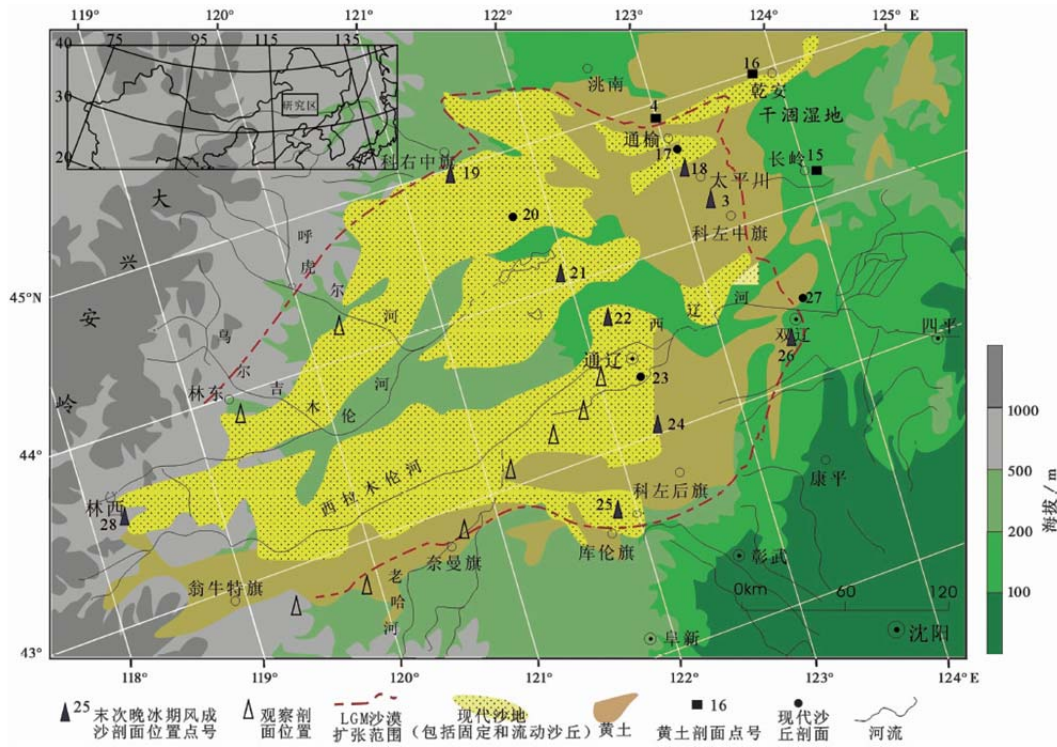 119°
120°
121°
122°
123°
124°
125° E
75
95
115
135
40
30
20
研究区
16
乾安
洮南
4
干涸湿地
通榆
17
长岭
15
科右中旗
18
太平川
19
3
大
20
科左中旗
呼
虎
尔
河
兴
21
45°N
27
安
22
西
辽
河
双辽
四平
乌
尔
吉
木
伦
河
通辽
26
林东
23
岭
1000
24
44°
西拉木伦河
科左后旗
康平
500
海拔/m
林西
28
25
200
奈曼旗
库伦旗
彰武
翁牛特旗
老
哈
河
0km
60
120
100
阜新
沈阳
43°
118°
119°
120°
121°
122°
123°
124°
25
末次晚冰期风成
沙剖面位置点号
观察剖
面位置
LGM沙漠
扩张范围
现代沙地
(包括固定和流动沙丘)
黄土
16
黄土剖面点号
现代沙
丘剖面
河流